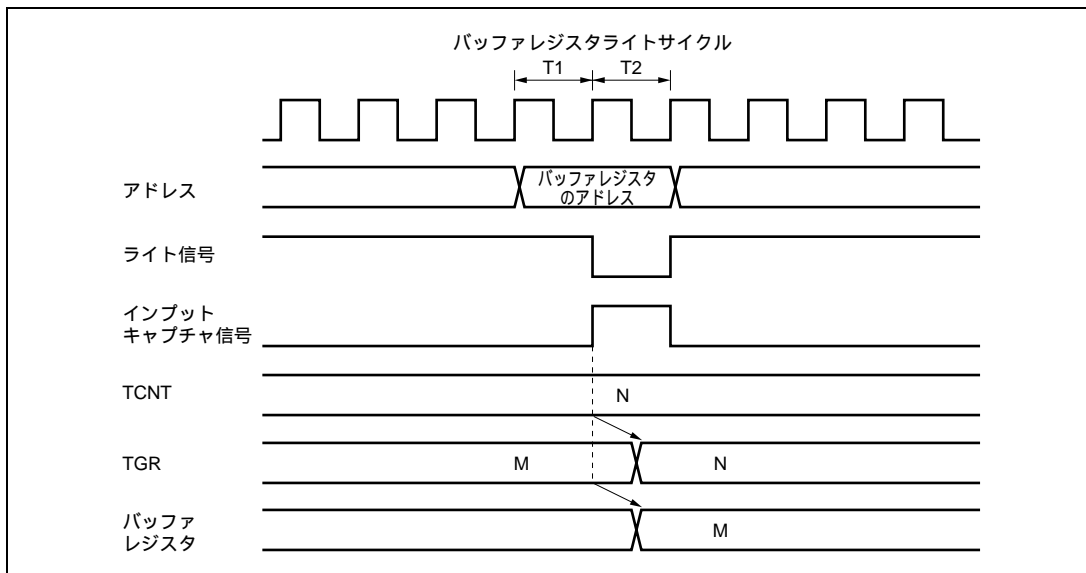 バッファレジスタライトサイクル
T1 T2
アドレス
バッファレジスタ
のアドレス
ライト信号
インプット
キャプチャ信号
TCNT
N
TGR
M N
バッファ
レジスタ
M